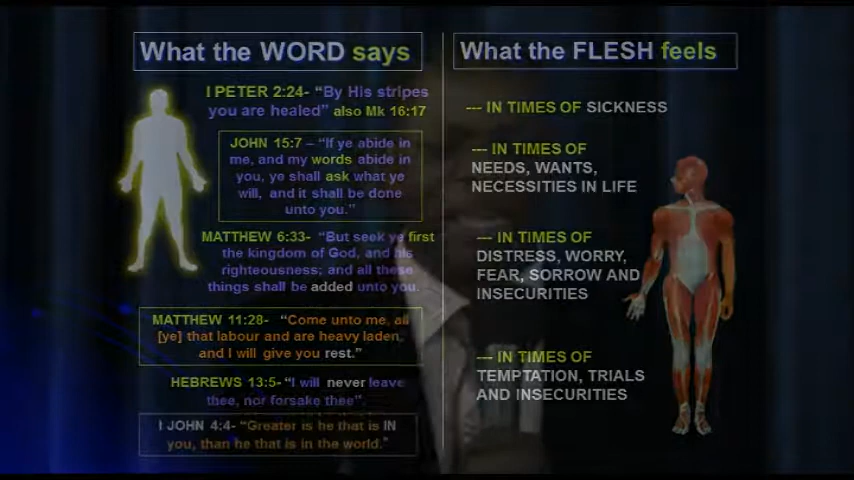 What the WORD says
I PETER 2:24- “By His stripes
you are healed” also Mk 16:17
JOHN 15:7 – “If ye abide in
me, and my words abide in
you, ye shall ask what ye
will, and it shall be done
unto you.”
MATTHEW 6:33- “But seek ye first
the kingdom of God, and his
righteousness; and all these
things shall be added unto you.
MATTHEW 11:28- “Come unto me, all
[ye] that labour and are heavy laden,
and I will give you rest.”
HEBREWS 13:5- “I will never leave
thee, nor forsake thee”.
I JOHN 4:4- “Greater is he that is IN
you, than he that is in the world.”
What the FLESH feels
--- IN TIMES OF SICKNESS
--- IN TIMES OF
NEEDS, WANTS,
NECESSITIES IN LIFE
--- IN TIMES OF
DISTRESS, WORRY,
FEAR, SORROW AND
INSECURITIES
--- IN TIMES OF
TEMPTATION, TRIALS
AND INSECURITIES